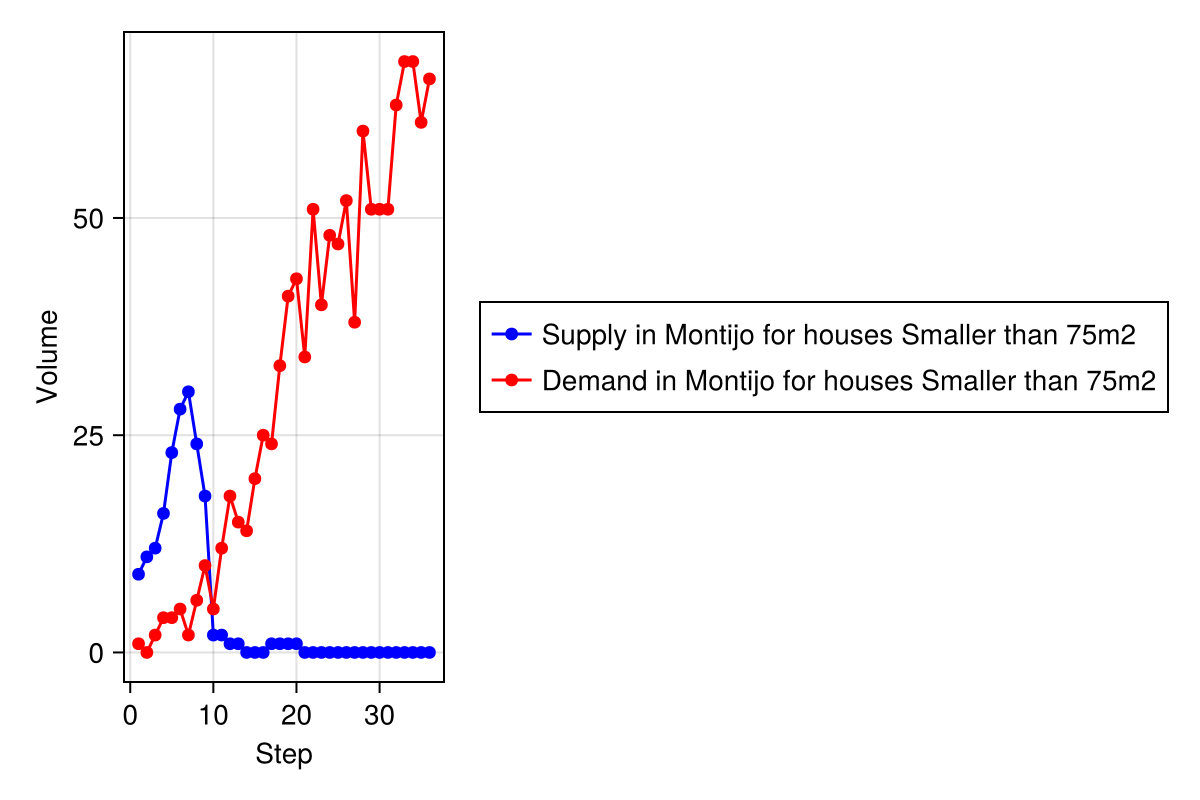 Volume
50
25
0
0 10 20 30
Step
Supply in Montijo for houses Smaller than 75m2
Demand in Montijo for houses Smaller than 75m2